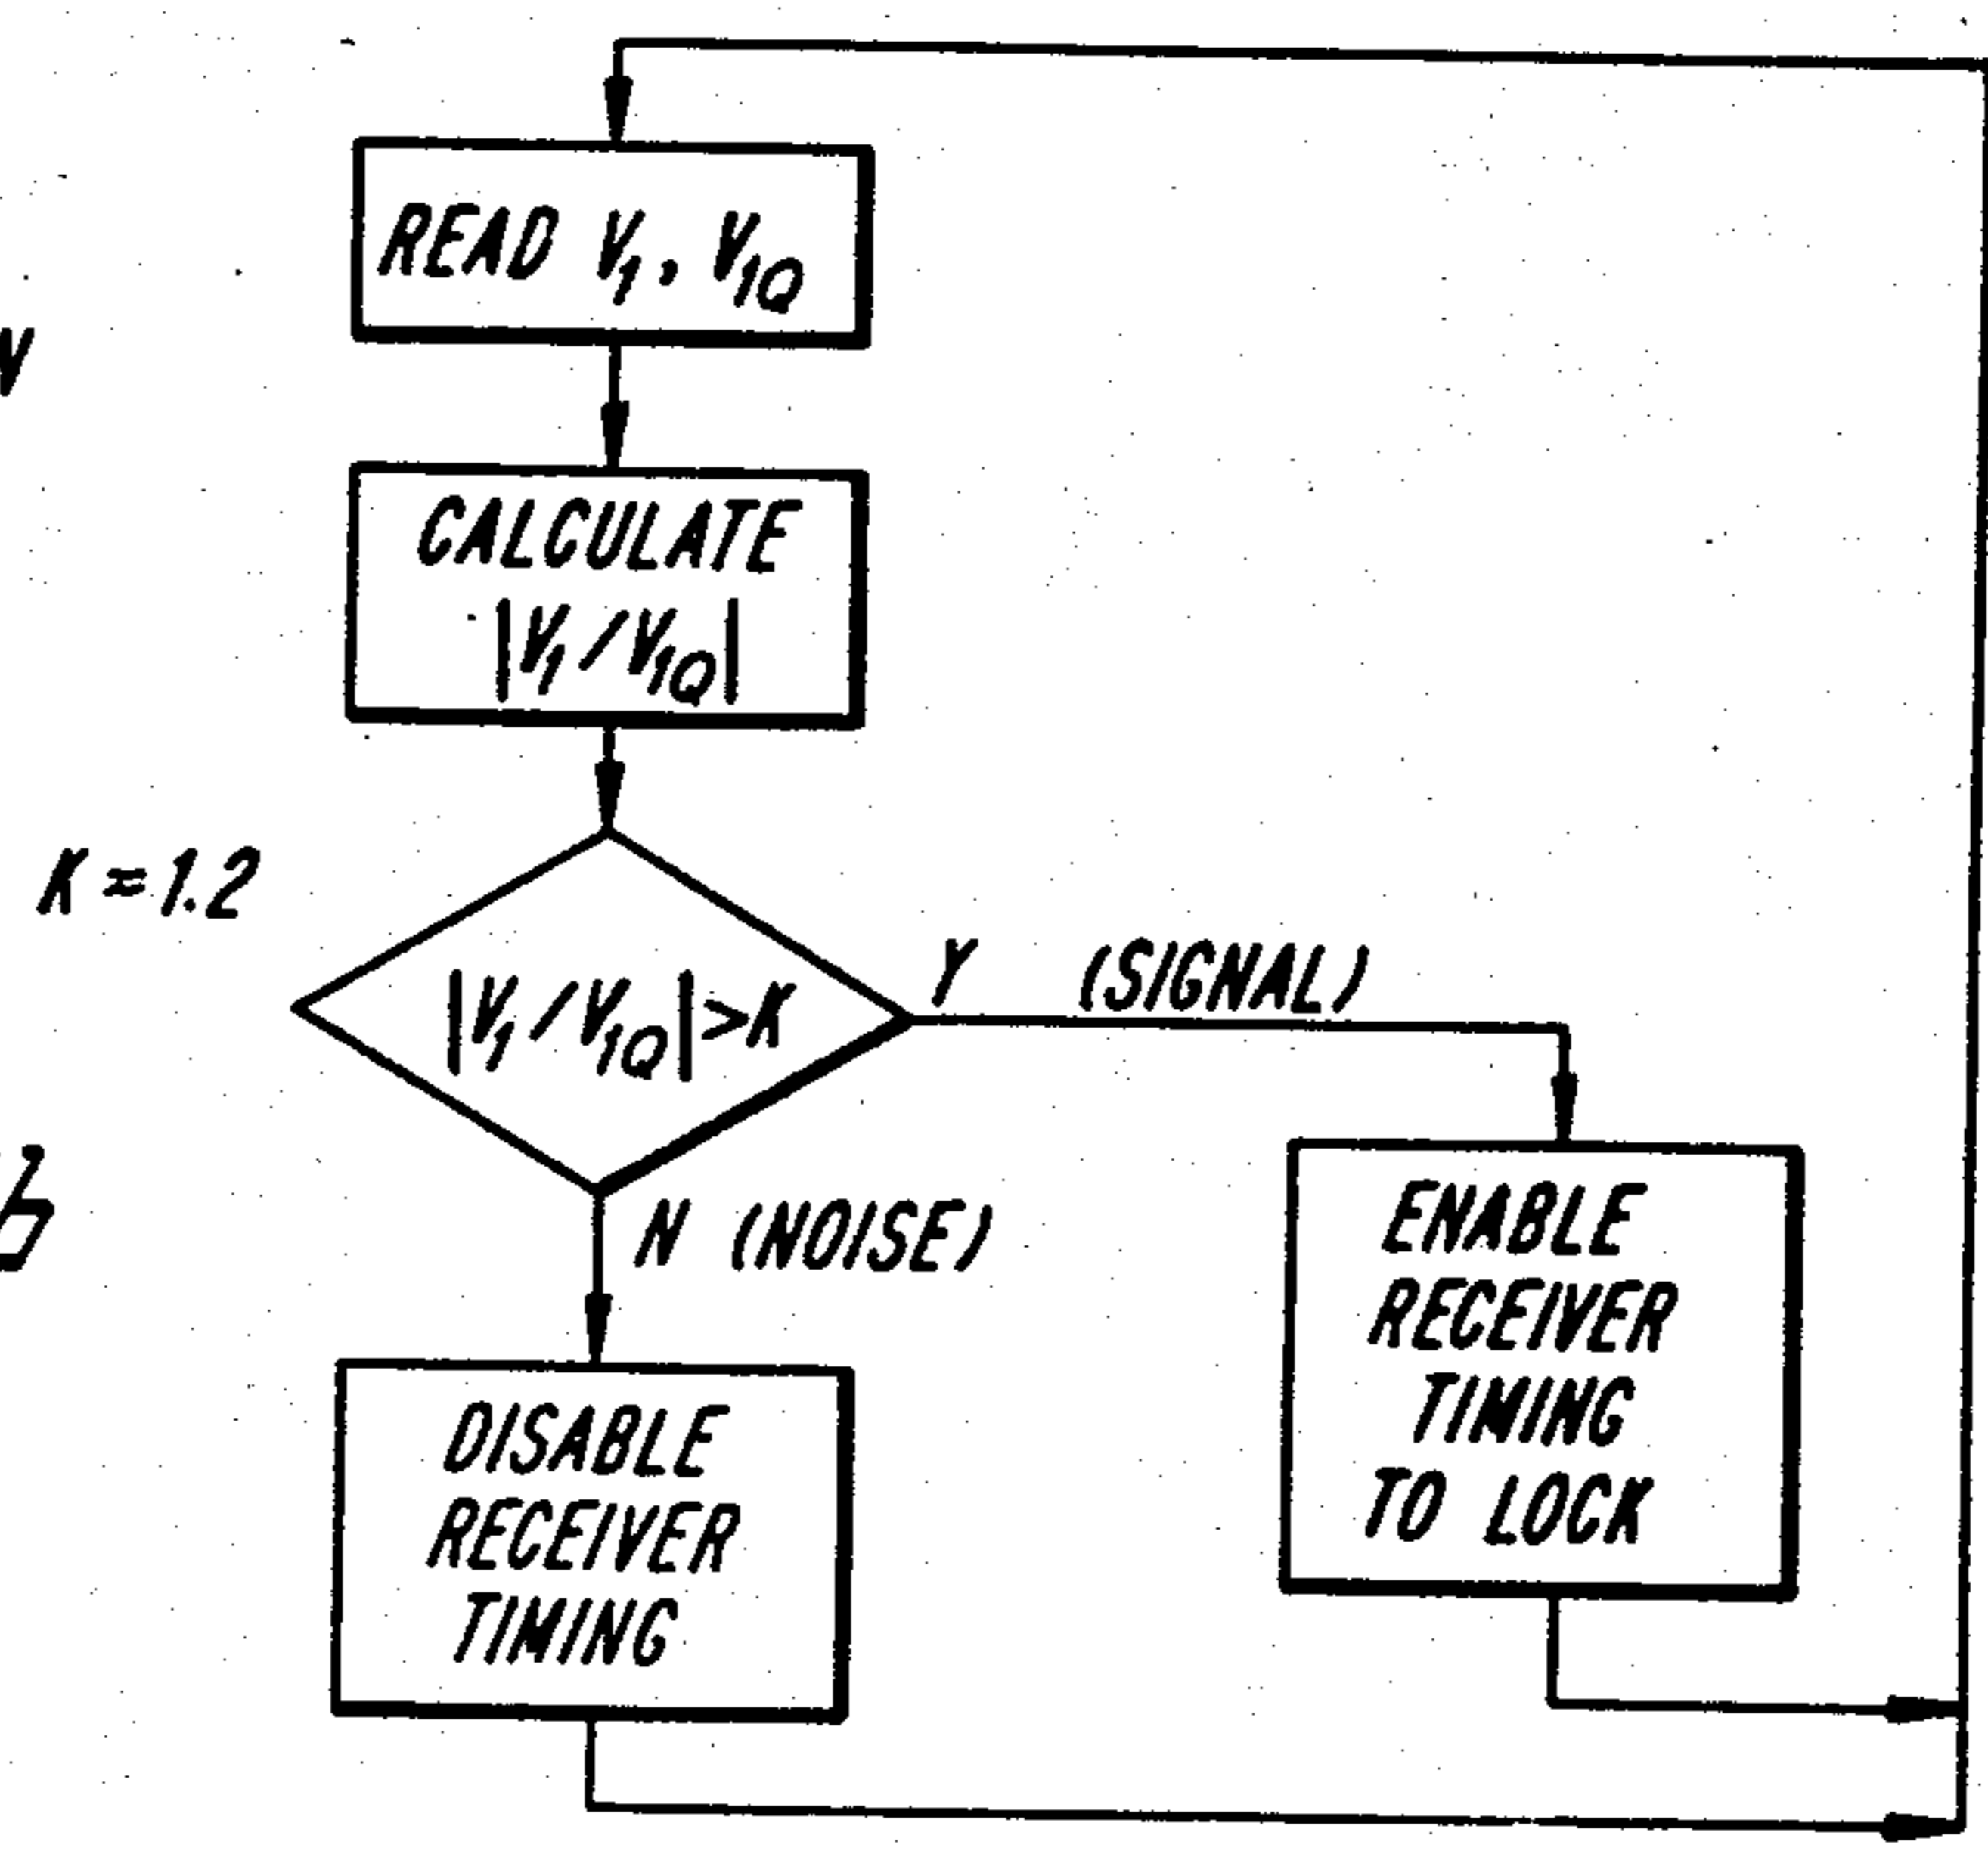 READ V₁, V₁Q
CALCULATE
|V₁/V₁Q|
K≈1.2
|V₁/V₁Q|>K
Y (SIGNAL)
N (NOISE)
ENABLE
RECEIVER
TIMING
TO LOCK
DISABLE
RECEIVER
TIMING